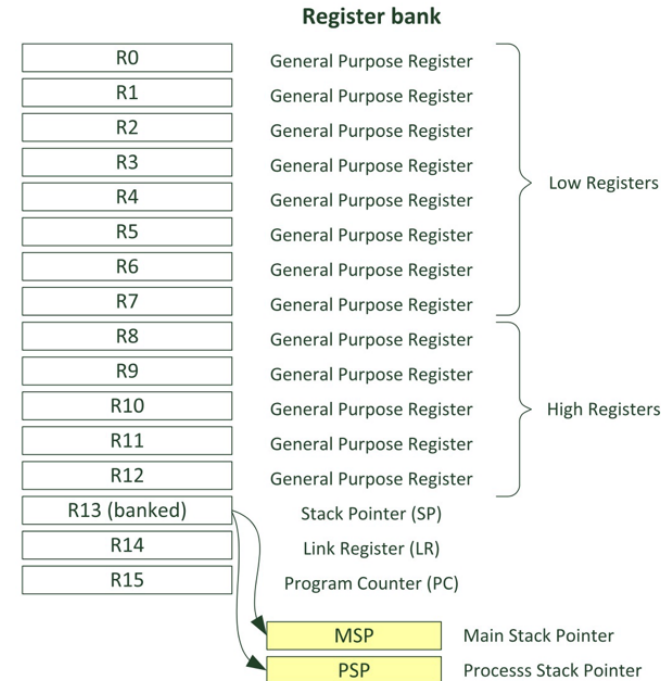 Register bank
R0 General Purpose Register
R1 General Purpose Register
R2 General Purpose Register
R3 General Purpose Register
Low Registers
R4 General Purpose Register
R5 General Purpose Register
R6 General Purpose Register
R7 General Purpose Register
R8 General Purpose Register
R9 General Purpose Register
R10 General Purpose Register High Registers
R11 General Purpose Register
R12 General Purpose Register
R13 (banked) Stack Pointer (SP)
R14 Link Register (LR)
R15 Program Counter (PC)
MSP Main Stack Pointer
PSP Processs Stack Pointer